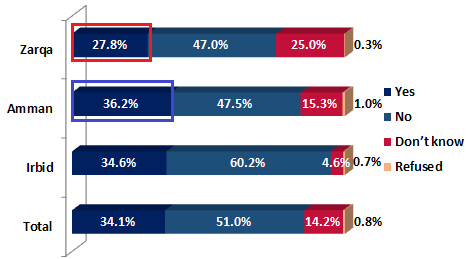 Zarqa 27.8% 47.0% 25.0% 0.3%
Amman 36.2% 47.5% 15.3% 1.0%
Irbid 34.6% 60.2% 4.6% 0.7%
Total 34.1% 51.0% 14.2% 0.8%
Yes
No
Don't know
Refused